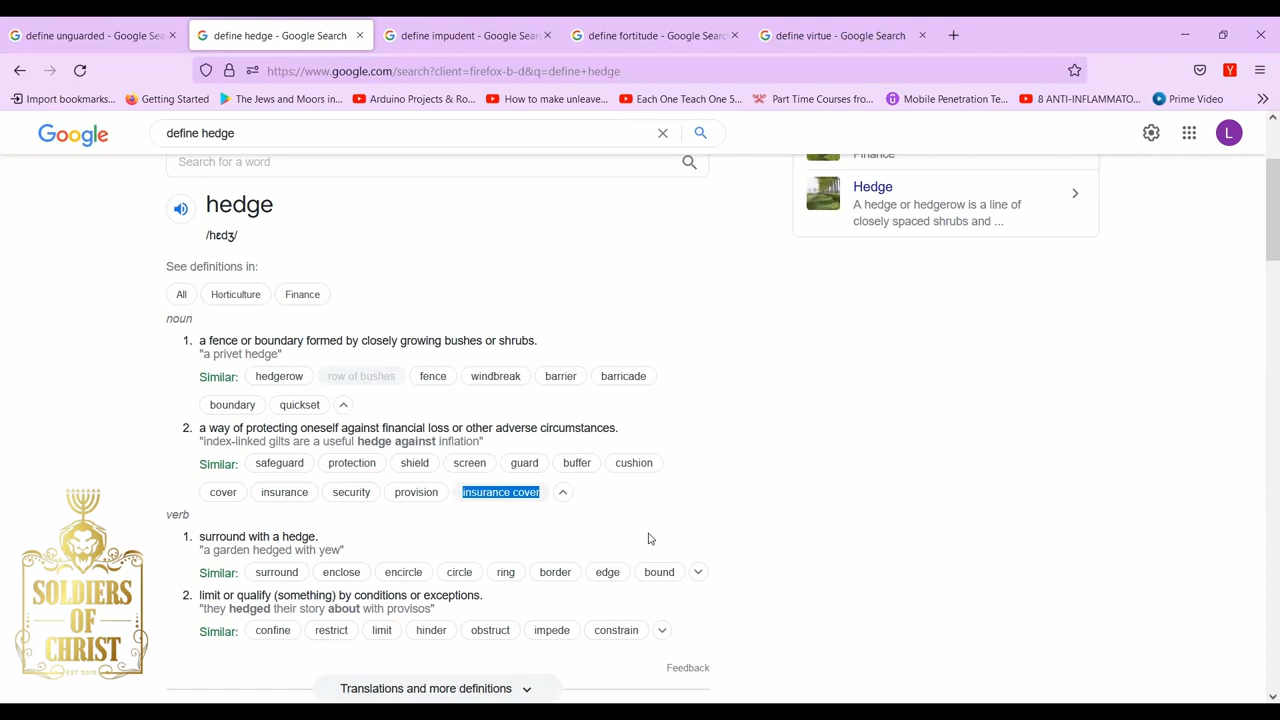 define unguarded - Google Sea
define hedge - Google Search
define impudent - Google Sear
define fortitude - Google Search
define virtue - Google Search
https://www.google.com/search?client=firefox-b-d&q=define+hedge
Import bookmarks...
Getting Started
The Jews and Moors in...
Arduino Projects & Ro...
How to make unleave...
Each One Teach One 5...
Part Time Courses fro...
Mobile Penetration Te...
8 ANTI-INFLAMMATO...
Prime Video
Google
define hedge
L
Search for a word
Finance
hedge
/hɛdʒ/
Hedge
A hedge or hedgerow is a line of
closely spaced shrubs and ...
See definitions in:
All Horticulture Finance
noun
1. a fence or boundary formed by closely growing bushes or shrubs.
"a privet hedge"
Similar: hedgerow row of bushes fence windbreak barrier barricade
boundary quickset
2. a way of protecting oneself against financial loss or other adverse circumstances.
"index-linked gilts are a useful hedge against inflation"
Similar: safeguard protection shield screen guard buffer cushion
cover insurance security provision insurance cover
verb
1. surround with a hedge.
"a garden hedged with yew"
Similar: surround enclose encircle circle ring border edge bound
2. limit or qualify (something) by conditions or exceptions.
"they hedged their story about with provisos"
Similar: confine restrict limit hinder obstruct impede constrain
Feedback
Translations and more definitions
SOLDIERS
OF
CHRIST
EST 2015